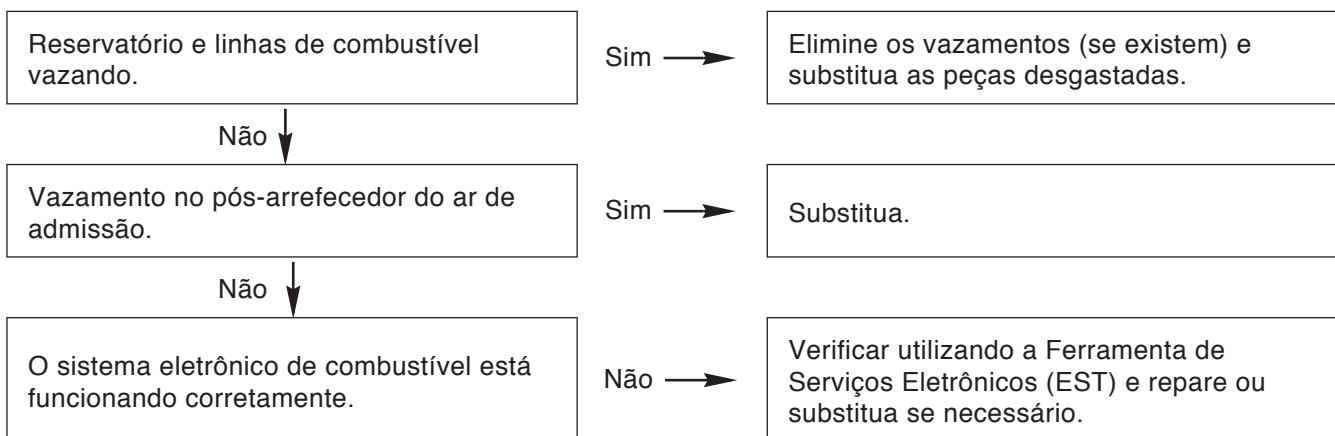 Reservatório e linhas de combustível
vazando.
Sim
Elimine os vazamentos (se existem) e
substitua as peças desgastadas.
Não
Vazamento no pós-arrefecedor do ar de
admissão.
Sim
Substitua.
Não
O sistema eletrônico de combustível está
funcionando corretamente.
Não
Verificar utilizando a Ferramenta de
Serviços Eletrônicos (EST) e repare ou
substitua se necessário.